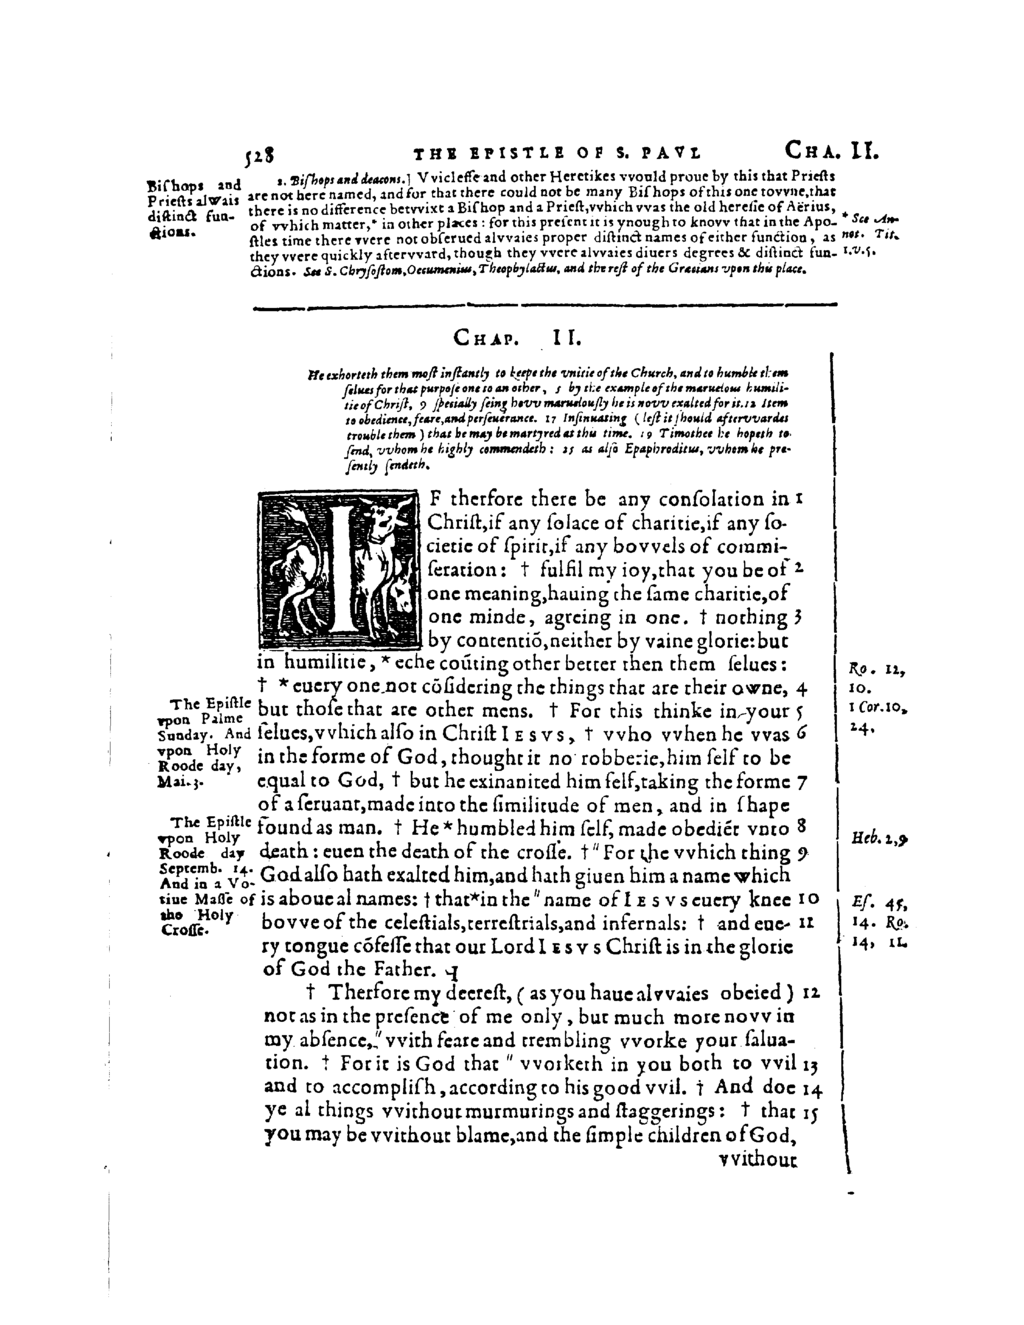 528 THE EPISTLE OF S. PAVL CHA. II.
Bishops and
Priests alwais
distinct fun-
ctions.
1. Bishops and deacons.] VVicleffe and other Heretikes vvould proue by this that Priests
are not here named, and for that there could not be many Bishops of this one tovvne, that
there is no difference betvvixt a Bishop and a Priest, vvhich vvas the old heresie of Aërius,
of vvhich matter,* in other places: for this present it is ynough to knovv that in the Apo-
stles time there vvere not obserued alvvaies proper distinct names of either function, as
they vvere quickly aftervvard, though they vvere alvvaies diuers degrees & distinct fun-
ctions. See S. Chrysostom, Oecumenius, Theophylactus, and the rest of the Grecians vpon this place.
* See An-
not. Tit.
1. v. 5.
CHAP. II.
He exhorteth them most instantly to keepe the vnitie of the Church, and to humble them
selues for that purpose one to an other, 5 by the example of the maruelous humili-
tie of Christ, 9 specially seing hovv maruelously he is novv exalted for it. 12 Item
to obedience, feare, and perseuerance. 17 Insinuating (lest it should aftervvardes
trouble them) that he may be martyred at this time. 19 Timothee he hopeth to
send, vvhom he highly commendeth: 25 as also Epaphroditus, vvhom he pre-
sently sendeth.
IF therfore there be any consolation in 1
Christ, if any solace of charitie, if any so-
cietie of spirit, if any bovvels of commi-
seration: † fulfil my ioy, that you be of 2
one meaning, hauing the same charitie, of
one minde, agreing in one. † nothing 3
by contentiō, neither by vaine glorie: but
in humilitie, * eche coūting other better then them selues:
† * euery one not cōsidering the things that are their owne, 4
but those that are other mens. † For this thinke in your 5
selues, vvhich also in Christ IESVS, † vvho vvhen he vvas 6
in the forme of God, thought it no robberie, him self to be
equal to God, † but he exinanited him self, taking the forme 7
of a seruant, made into the similitude of men, and in shape
found as man. † He * humbled him self, made obediēt vnto 8
death: euen the death of the crosse. † " For the vvhich thing 9
God also hath exalted him, and hath giuen him a name which
is aboue al names: † that * in the " name of IESVS euery knee 10
bovve of the celestials, terrestrials, and infernals: † and eue- 11
ry tongue cōfesse that our Lord IESVS Christ is in the glorie
of God the Father.
† Therfore my deerest, (as you haue alvvaies obeied) 12
not as in the presence of me only, but much more novv in
my absence, " vvith feare and trembling vvorke your salua-
tion. † For it is God that " vvorketh in you both to vvil 13
and to accomplish, according to his good vvil. † And doe 14
ye al things vvithout murmurings and staggerings: † that 15
you may be vvithout blame, and the simple children of God,
vvithout
The Epistle
vpon Palme
Sunday. And
vpon Holy
Roode day,
Mai. 3.
The Epistle
vpon Holy
Roode day
Septemb. 14.
And in a Vo-
tiue Masse of
the Holy
Crosse.
Ro. 12,
10.
1 Cor. 10,
24.
Heb. 2, 9
Es. 45,
14. Ro.
14, 11.